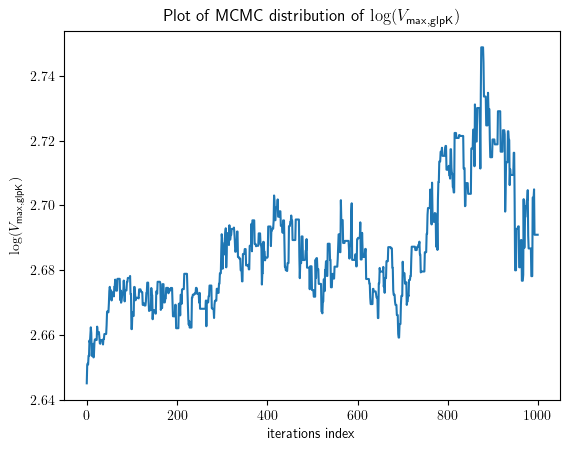 Plot of MCMC distribution of log(V_max,glpK)
log(V_max,glpK)
2.74
2.72
2.70
2.68
2.66
2.64
0 200 400 600 800 1000
iterations index